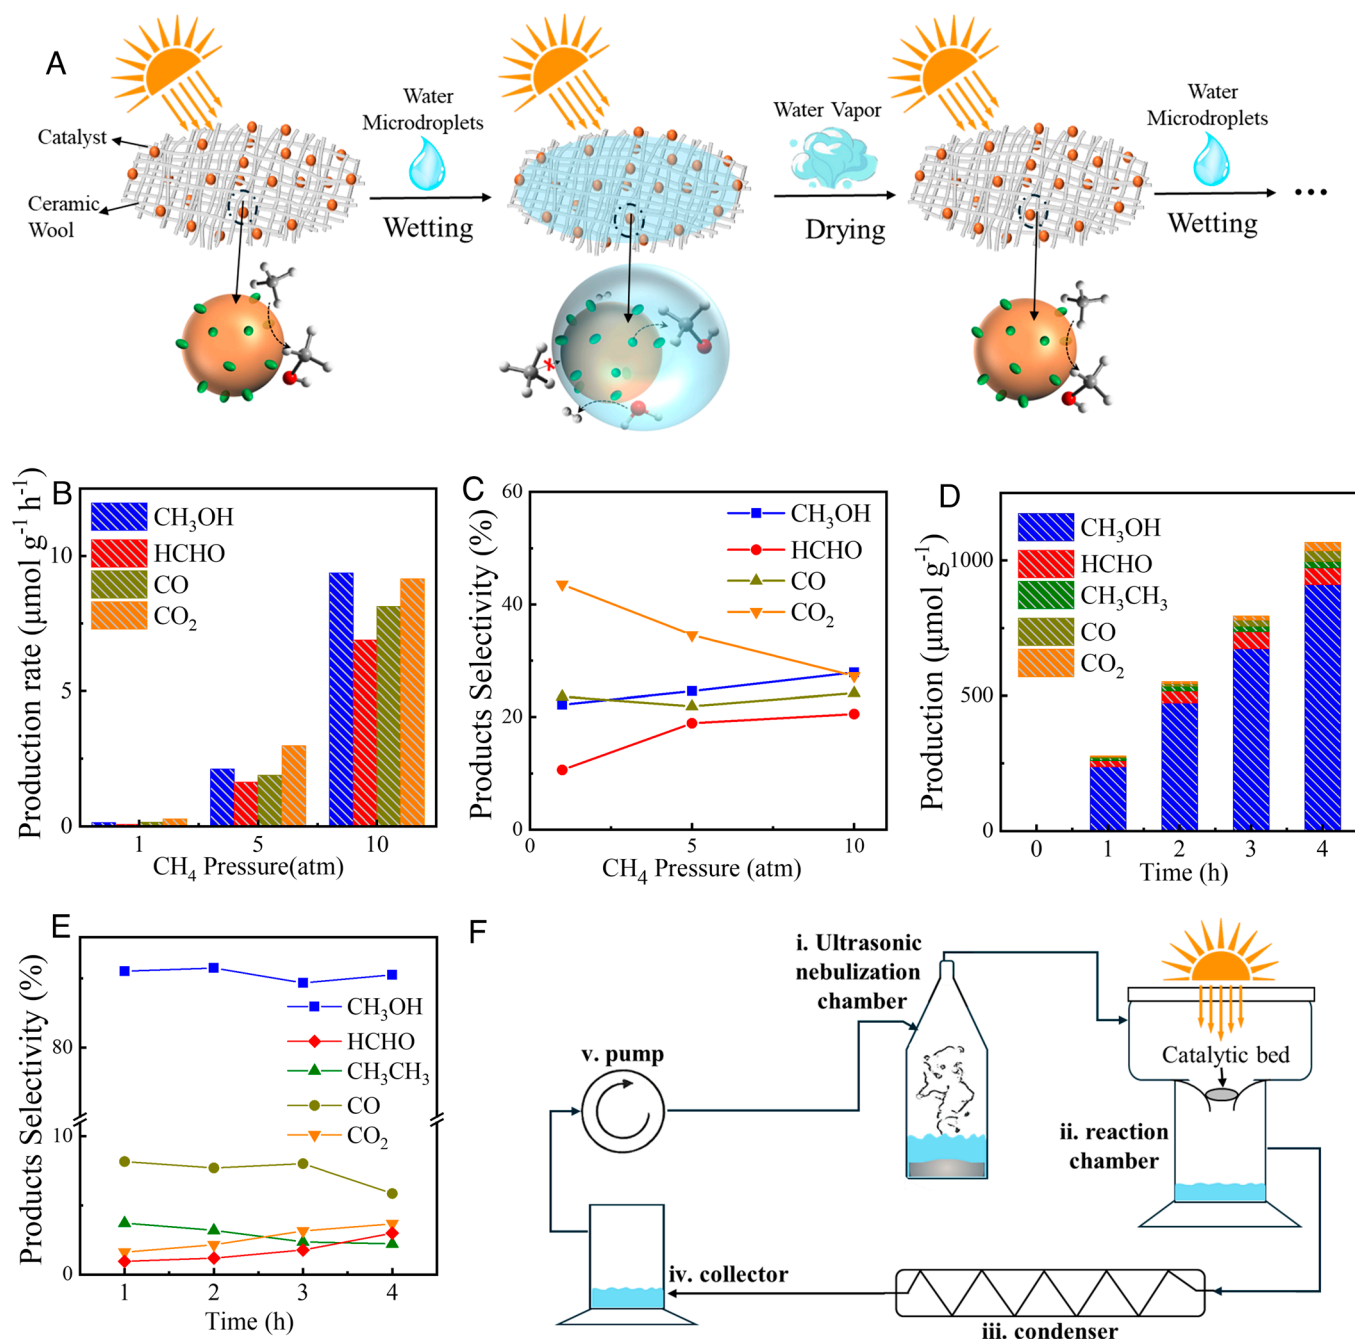 A
Catalyst
Ceramic
Wool
Water
Microdroplets
Wetting
Water Vapor
Drying
Water
Microdroplets
Wetting
...
B
Production rate (μmol g⁻¹ h⁻¹)
10
5
0
CH₃OH
HCHO
CO
CO₂
1
5
10
CH₄ Pressure(atm)
C
Products Selectivity (%)
60
40
20
0
CH₃OH
HCHO
CO
CO₂
0
5
10
CH₄ Pressure (atm)
D
Production (μmol g⁻¹)
1000
500
0
CH₃OH
HCHO
CH₃CH₃
CO
CO₂
0
1
2
3
4
Time (h)
E
Products Selectivity (%)
80
10
0
CH₃OH
HCHO
CH₃CH₃
CO
CO₂
1
2
3
4
Time (h)
F
i. Ultrasonic
nebulization
chamber
v. pump
Catalytic bed
ii. reaction
chamber
iv. collector
iii. condenser